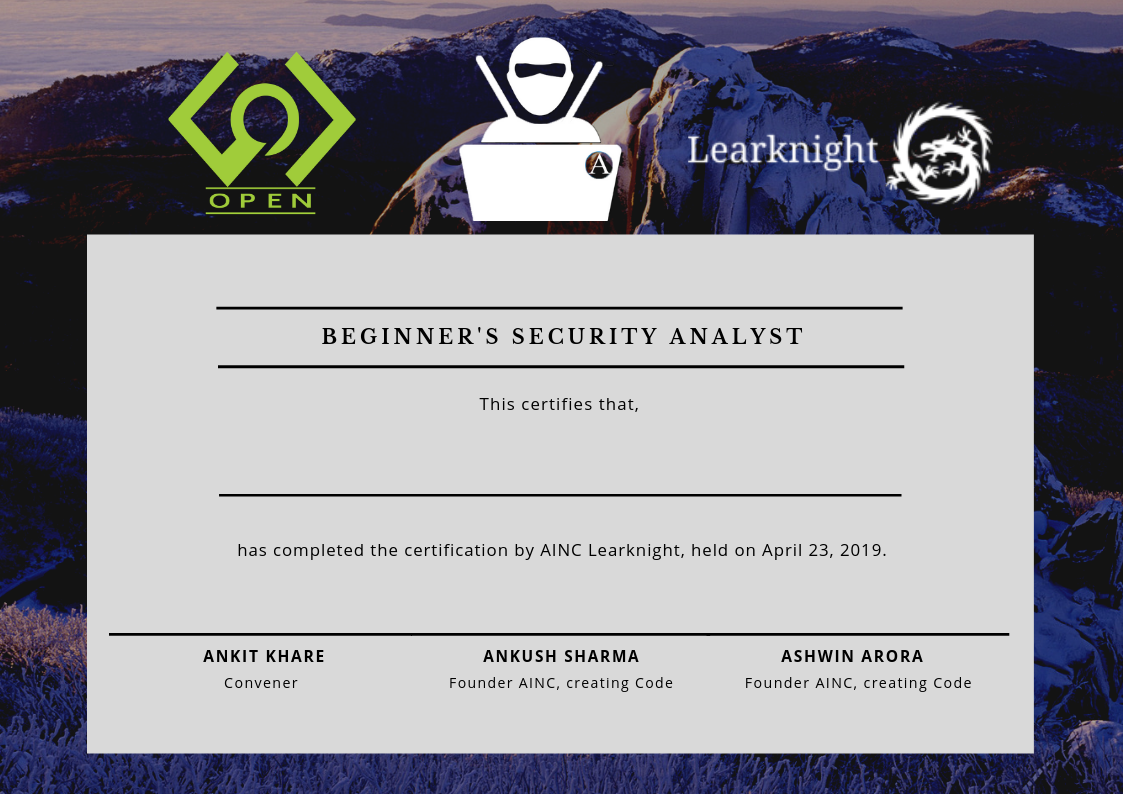 OPEN
A
Learknight
BEGINNER'S SECURITY ANALYST
This certifies that,
has completed the certification by AINC Learknight, held on April 23, 2019.
ANKIT KHARE
Convener
ANKUSH SHARMA
Founder AINC, creating Code
ASHWIN ARORA
Founder AINC, creating Code